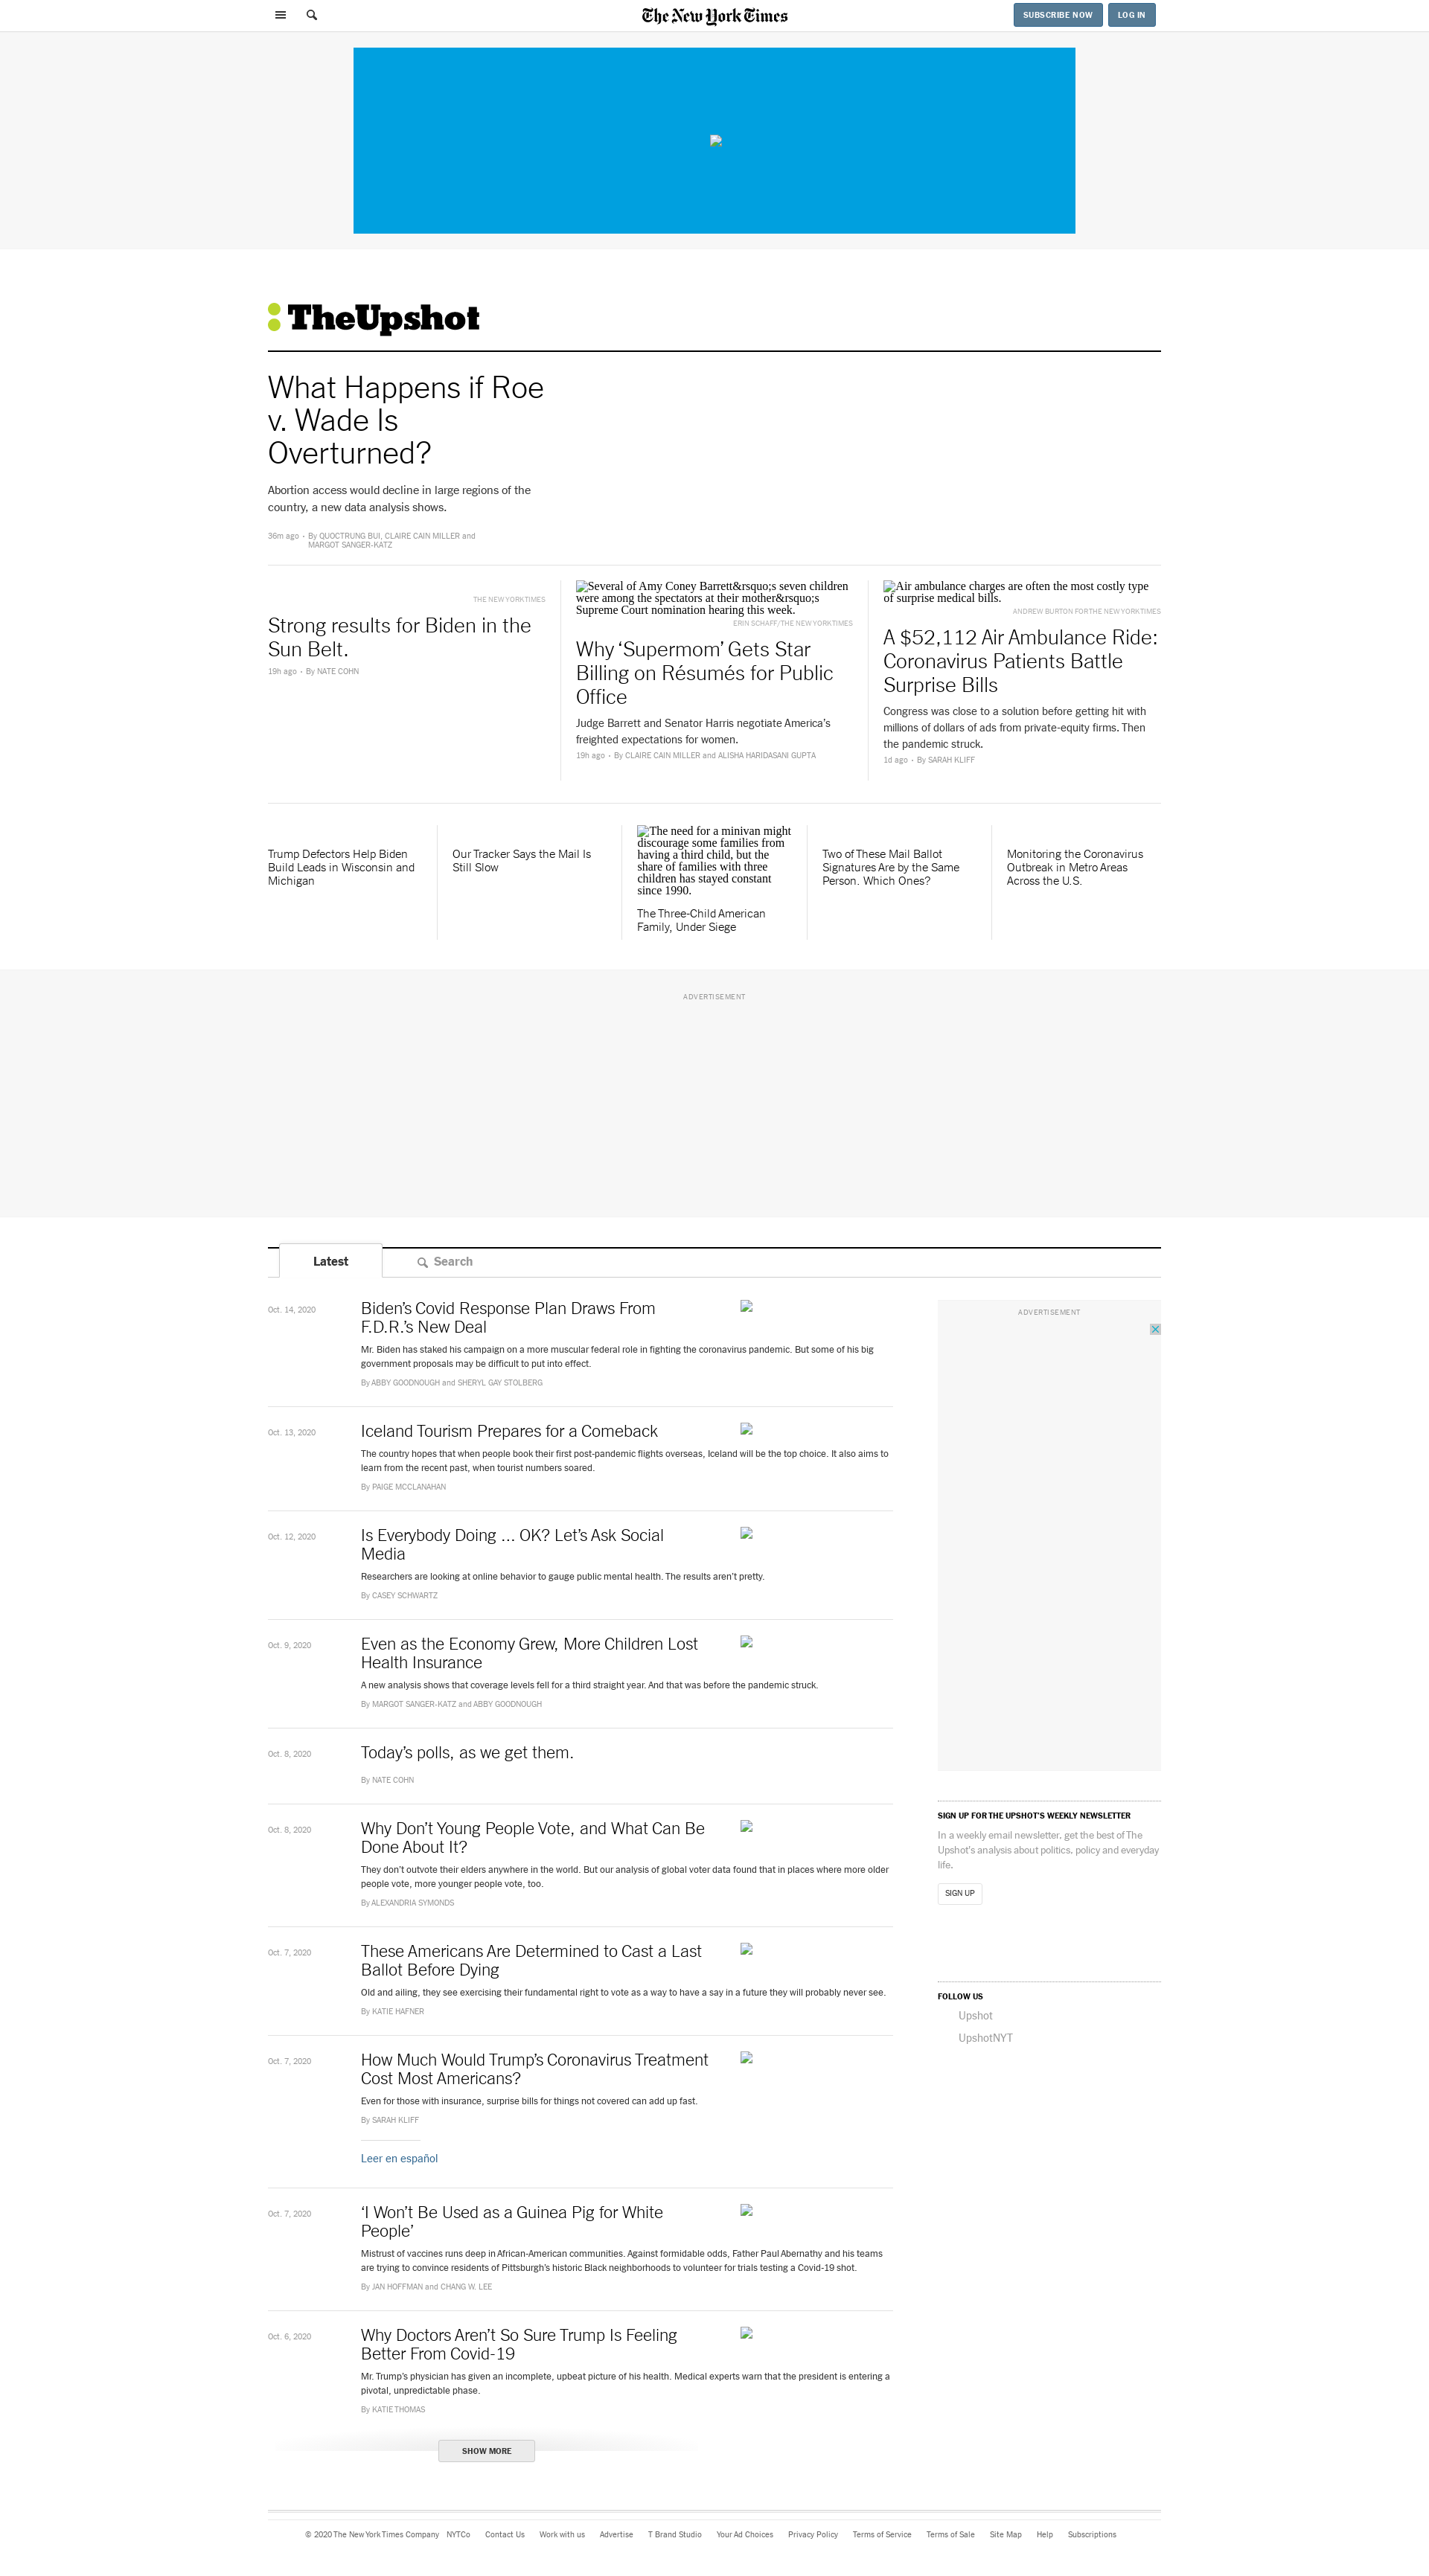 The New York Times
SUBSCRIBE NOW
LOG IN
TheUpshot
What Happens if Roe
v. Wade Is
Overturned?
Abortion access would decline in large regions of the
country, a new data analysis shows.
36m ago • By QUOCTRUNG BUI, CLAIRE CAIN MILLER and
MARGOT SANGER-KATZ
THE NEW YORK TIMES
Strong results for Biden in the
Sun Belt.
19h ago • By NATE COHN
Several of Amy Coney Barrett&rsquo;s seven children
were among the spectators at their mother&rsquo;s
Supreme Court nomination hearing this week.
ERIN SCHAFF/THE NEW YORK TIMES
Why ‘Supermom’ Gets Star
Billing on Résumés for Public
Office
Judge Barrett and Senator Harris negotiate America’s
freighted expectations for women.
19h ago • By CLAIRE CAIN MILLER and ALISHA HARIDASANI GUPTA
Air ambulance charges are often the most costly type
of surprise medical bills.
ANDREW BURTON FOR THE NEW YORK TIMES
A $52,112 Air Ambulance Ride:
Coronavirus Patients Battle
Surprise Bills
Congress was close to a solution before getting hit with
millions of dollars of ads from private-equity firms. Then
the pandemic struck.
1d ago • By SARAH KLIFF
Trump Defectors Help Biden
Build Leads in Wisconsin and
Michigan
Our Tracker Says the Mail Is
Still Slow
The need for a minivan might
discourage some families from
having a third child, but the
share of families with three
children has stayed constant
since 1990.
The Three-Child American
Family, Under Siege
Two of These Mail Ballot
Signatures Are by the Same
Person. Which Ones?
Monitoring the Coronavirus
Outbreak in Metro Areas
Across the U.S.
ADVERTISEMENT
Latest
Search
Oct. 14, 2020
Biden’s Covid Response Plan Draws From
F.D.R.’s New Deal
Mr. Biden has staked his campaign on a more muscular federal role in fighting the coronavirus pandemic. But some of his big
government proposals may be difficult to put into effect.
By ABBY GOODNOUGH and SHERYL GAY STOLBERG
Oct. 13, 2020
Iceland Tourism Prepares for a Comeback
The country hopes that when people book their first post-pandemic flights overseas, Iceland will be the top choice. It also aims to
learn from the recent past, when tourist numbers soared.
By PAIGE MCCLANAHAN
Oct. 12, 2020
Is Everybody Doing ... OK? Let’s Ask Social
Media
Researchers are looking at online behavior to gauge public mental health. The results aren’t pretty.
By CASEY SCHWARTZ
Oct. 9, 2020
Even as the Economy Grew, More Children Lost
Health Insurance
A new analysis shows that coverage levels fell for a third straight year. And that was before the pandemic struck.
By MARGOT SANGER-KATZ and ABBY GOODNOUGH
Oct. 8, 2020
Today’s polls, as we get them.
By NATE COHN
Oct. 8, 2020
Why Don’t Young People Vote, and What Can Be
Done About It?
They don’t outvote their elders anywhere in the world. But our analysis of global voter data found that in places where more older
people vote, more younger people vote, too.
By ALEXANDRIA SYMONDS
Oct. 7, 2020
These Americans Are Determined to Cast a Last
Ballot Before Dying
Old and ailing, they see exercising their fundamental right to vote as a way to have a say in a future they will probably never see.
By KATIE HAFNER
Oct. 7, 2020
How Much Would Trump’s Coronavirus Treatment
Cost Most Americans?
Even for those with insurance, surprise bills for things not covered can add up fast.
By SARAH KLIFF
Leer en español
Oct. 7, 2020
‘I Won’t Be Used as a Guinea Pig for White
People’
Mistrust of vaccines runs deep in African-American communities. Against formidable odds, Father Paul Abernathy and his teams
are trying to convince residents of Pittsburgh’s historic Black neighborhoods to volunteer for trials testing a Covid-19 shot.
By JAN HOFFMAN and CHANG W. LEE
Oct. 6, 2020
Why Doctors Aren’t So Sure Trump Is Feeling
Better From Covid-19
Mr. Trump’s physician has given an incomplete, upbeat picture of his health. Medical experts warn that the president is entering a
pivotal, unpredictable phase.
By KATIE THOMAS
SHOW MORE
ADVERTISEMENT
SIGN UP FOR THE UPSHOT'S WEEKLY NEWSLETTER
In a weekly email newsletter, get the best of The
Upshot's analysis about politics, policy and everyday
life.
SIGN UP
FOLLOW US
Upshot
UpshotNYT
© 2020 The New York Times Company NYTCo Contact Us Work with us Advertise T Brand Studio Your Ad Choices Privacy Policy Terms of Service Terms of Sale Site Map Help Subscriptions